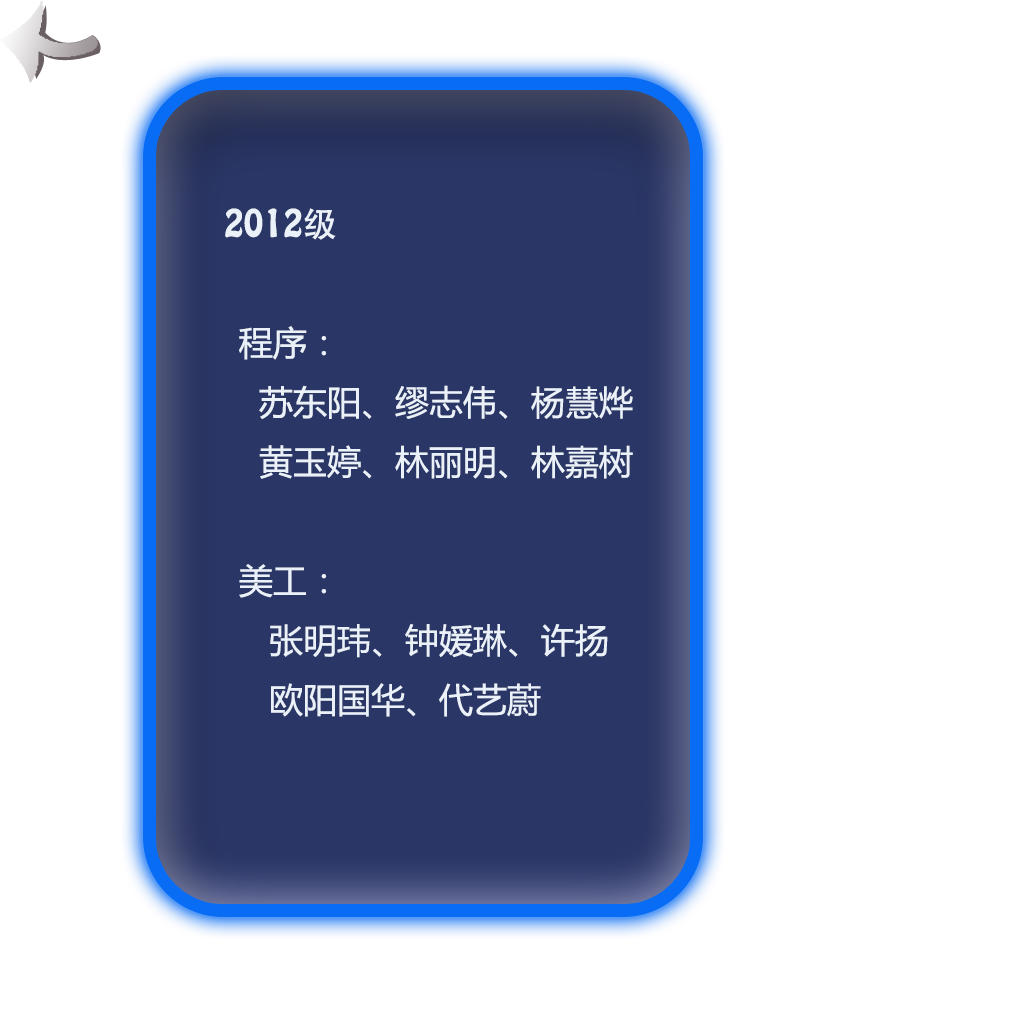 2012级
程序：
苏东阳、缪志伟、杨慧烨
黄玉婷、林丽明、林嘉树
美工：
张明玮、钟媛琳、许扬
欧阳国华、代艺蔚